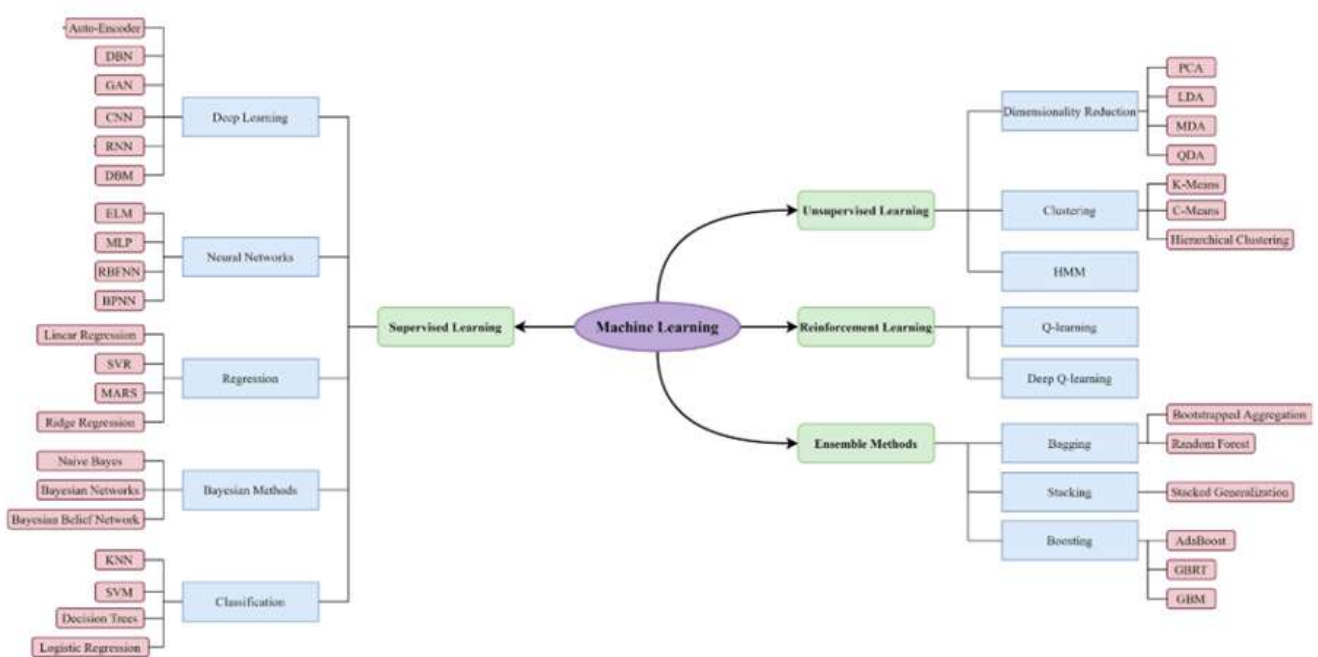 Auto-Encoder
DBN
GAN
CNN
RNN
DBM
Deep Learning
ELM
MLP
RBFNN
BPNN
Neural Networks
Linear Regression
SVR
MARS
Ridge Regression
Regression
Naive Bayes
Bayesian Networks
Bayesian Belief Network
Bayesian Methods
KNN
SVM
Decision Trees
Logistic Regression
Classification
Supervised Learning
Machine Learning
Unsupervised Learning
Dimensionality Reduction
PCA
LDA
MDA
QDA
Clustering
K-Means
C-Means
Hierarchical Clustering
HMM
Reinforcement Learning
Q-learning
Deep Q-learning
Ensemble Methods
Bagging
Bootstrapped Aggregation
Random Forest
Stacking
Stacked Generalization
Boosting
AdaBoost
GBRT
GBM